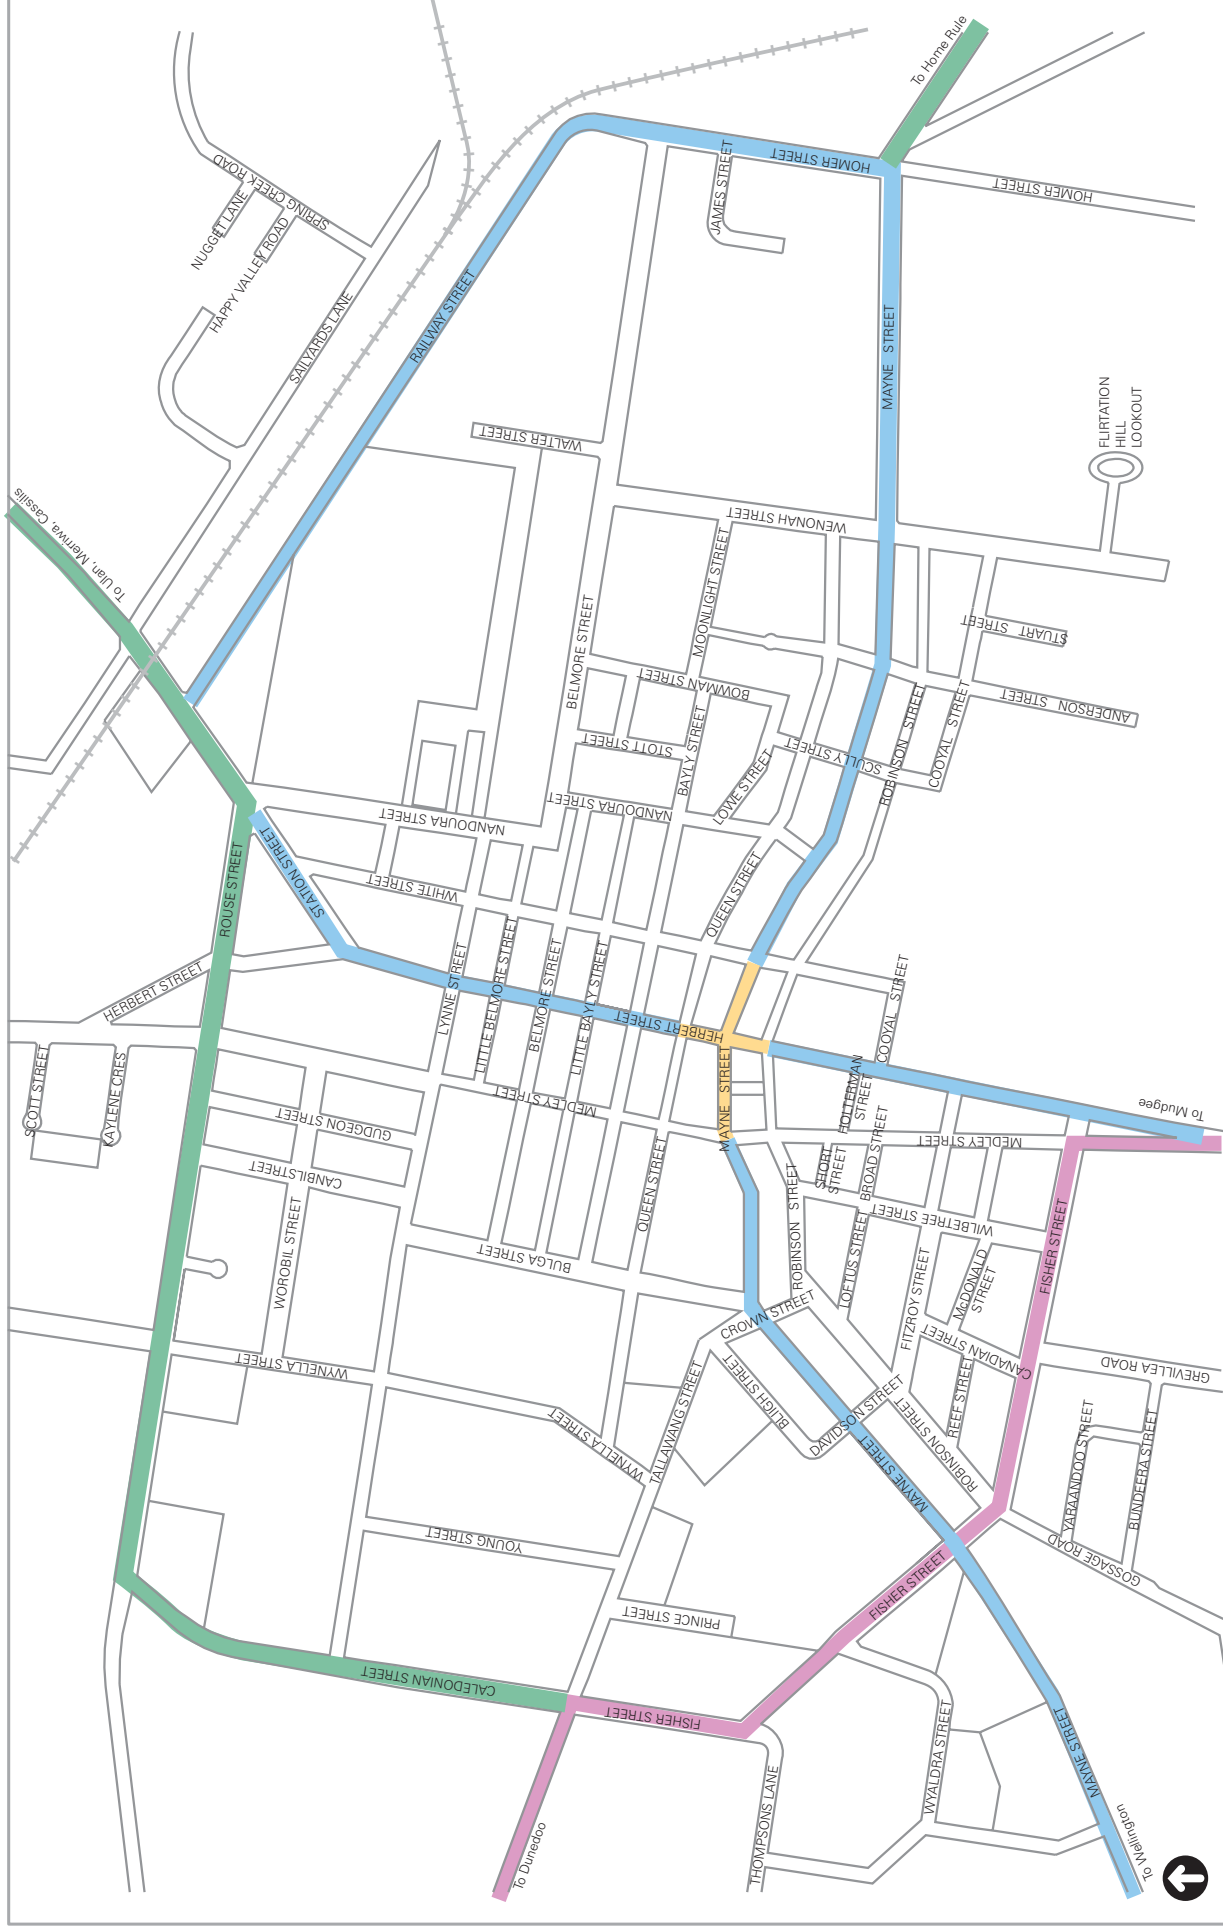 To Home Rule
SPRING CREEK ROAD
NUGGET LANE
HAPPY VALLEY ROAD
JAMES STREET
HOMER STREET
HOMER STREET
SAILYARDS LANE
RAILWAY STREET
MAYNE STREET
FLIRTATION
HILL
LOOKOUT
WALTER STREET
To Ulan, Merriwa, Cassilis
WENONAH STREET
MOONLIGHT STREET
BELMORE STREET
STUART STREET
BOWMAN STREET
ANDERSON STREET
STOTT STREET
BAYLY STREET
LOWE STREET
SCULLY STREET
ROBINSON STREET
COOYAL STREET
NANDOURA STREET
NANDOURA STREET
STATION STREET
ROUSE STREET
WHITE STREET
QUEEN STREET
HERBERT STREET
LYNNE STREET
LITTLE BELMORE STREET
BELMORE STREET
LITTLE BAYLY STREET
HERBERT STREET
COOYAL STREET
SCOTT STREET
KAYLENE CRES
GUDGEON STREET
MEDLEY STREET
MAYNE STREET
HOLTERMAN
STREET
To Mudgee
MEDLEY STREET
CANBILSTREET
QUEEN STREET
SHORT
STREET
BROAD STREET
WOROBIL STREET
BULGA STREET
ROBINSON STREET
LOFTUS STREET
WILBETREE STREET
FISHER STREET
FITZROY STREET
McDONALD
STREET
CROWN STREET
WYNELLA STREET
CANADIAN STREET
GREVILLEA ROAD
BLIGH STREET
TALLAWANG STREET
DAVIDSON STREET
REEF STREET
WYNELLA STREET
MAYNE STREET
ROBINSON STREET
YARAANDOO STREET
BUNDEERA STREET
YOUNG STREET
GOSSAGE ROAD
FISHER STREET
PRINCE STREET
CALEDONIAN STREET
FISHER STREET
WYALDRA STREET
MAYNE STREET
THOMPSONS LANE
To Dunedoo
To Wellington